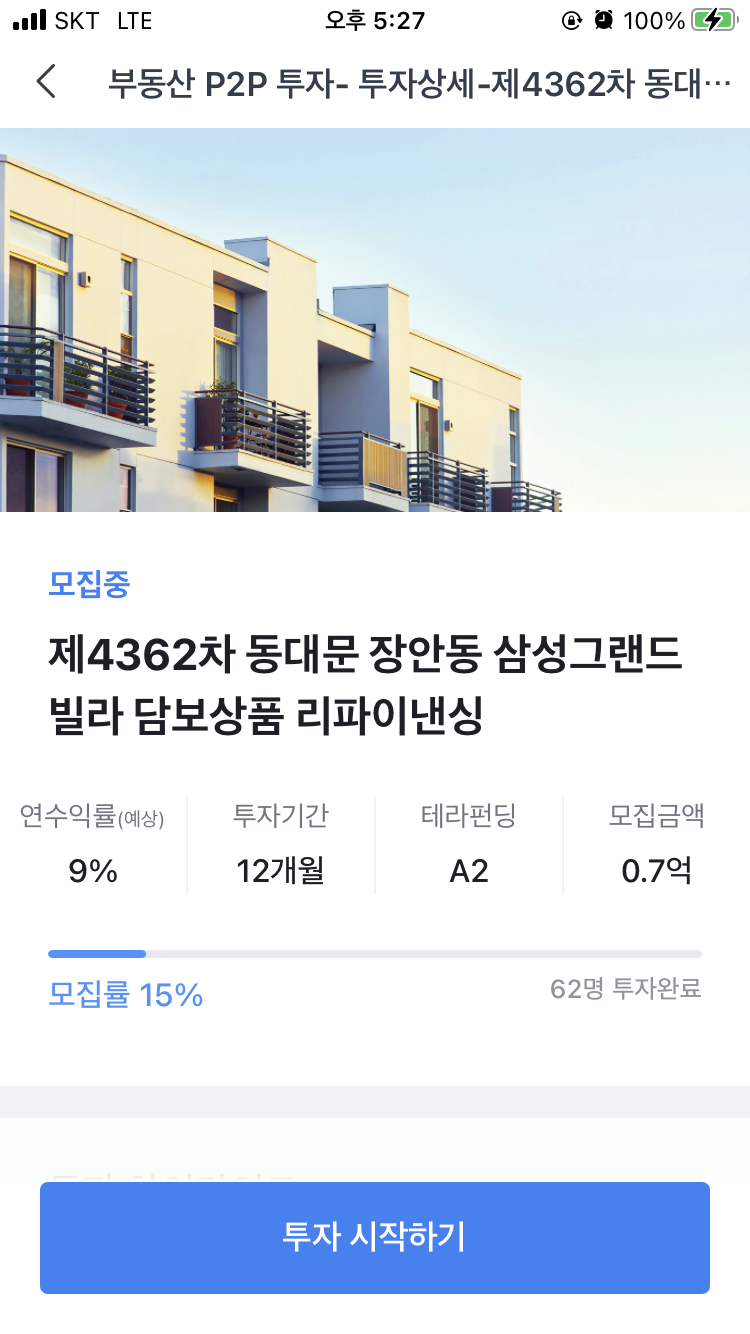 SKT LTE 오후 5:27 100%
부동산 P2P 투자- 투자상세-제4362차 동대…
모집중
제4362차 동대문 장안동 삼성그랜드
빌라 담보상품 리파이낸싱
연수익률(예상) 투자기간 테라펀딩 모집금액
9% 12개월 A2 0.7억
모집률 15% 62명 투자완료
투자 시작하기